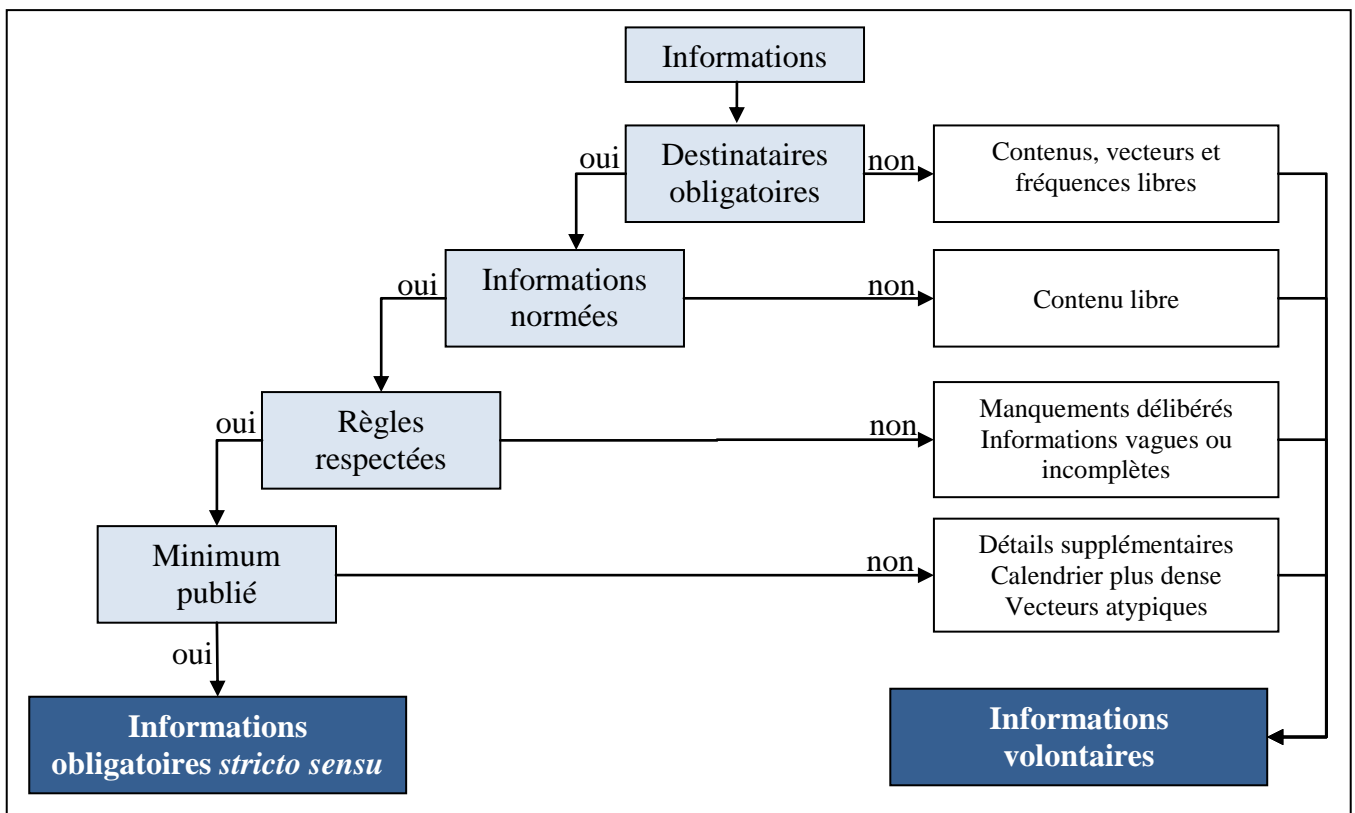 Informations
oui
Destinataires
obligatoires
non
Contenus, vecteurs et
fréquences libres
oui
Informations
normées
non
Contenu libre
oui
Règles
respectées
non
Manquements délibérés
Informations vagues ou
incomplètes
Minimum
publié
non
Détails supplémentaires
Calendrier plus dense
Vecteurs atypiques
oui
Informations
obligatoires stricto sensu
Informations
volontaires